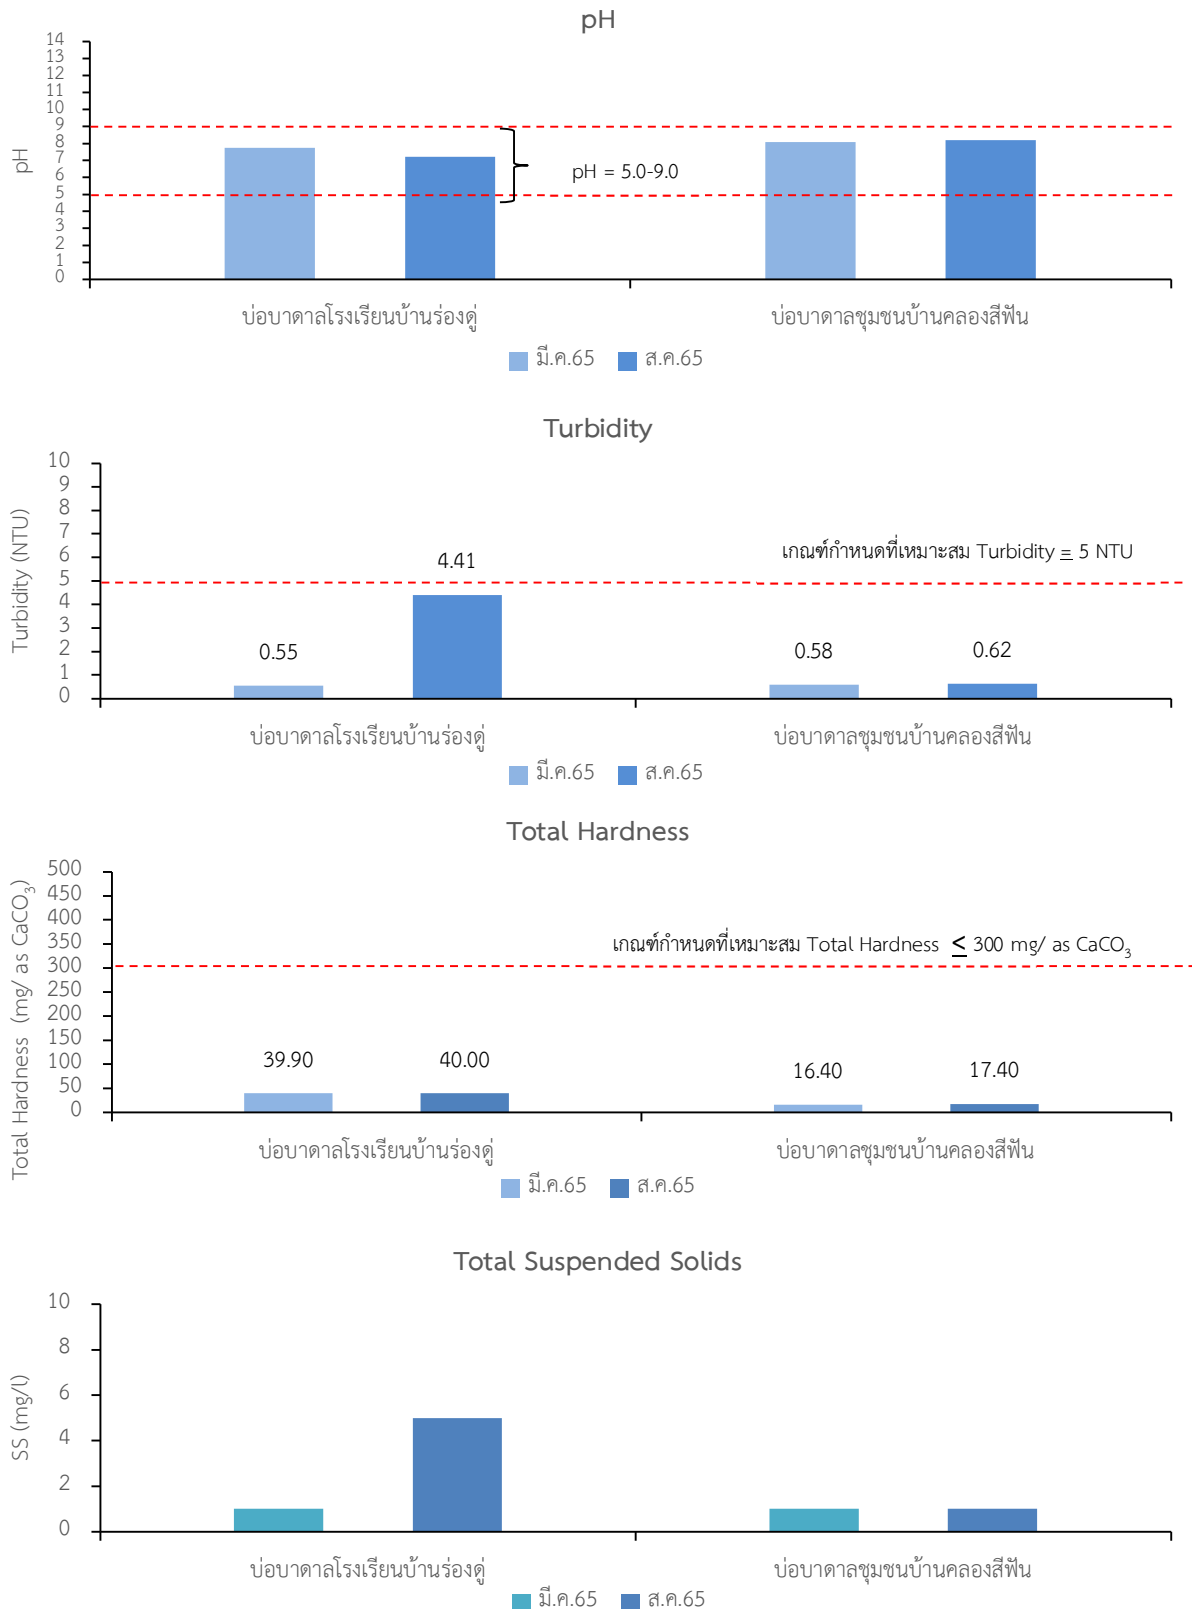 pH
14
13
12
11
10
9
8
7
6
5
4
3
2
1
0
pH
pH = 5.0-9.0
บ่อบาดาลโรงเรียนบ้านร่องดู่ บ่อบาดาลชุมชนบ้านคลองสีฟัน
มี.ค.65 ส.ค.65
Turbidity
10
9
8
7
6
5
4
3
2
1
0
Turbidity (NTU)
เกณฑ์กำหนดที่เหมาะสม Turbidity = 5 NTU
0.55 4.41 0.58 0.62
บ่อบาดาลโรงเรียนบ้านร่องดู่ บ่อบาดาลชุมชนบ้านคลองสีฟัน
มี.ค.65 ส.ค.65
Total Hardness
500
450
400
350
300
250
200
150
100
50
0
Total Hardness (mg/ as CaCO₃)
เกณฑ์กำหนดที่เหมาะสม Total Hardness ≤ 300 mg/ as CaCO₃
39.90 40.00 16.40 17.40
บ่อบาดาลโรงเรียนบ้านร่องดู่ บ่อบาดาลชุมชนบ้านคลองสีฟัน
มี.ค.65 ส.ค.65
Total Suspended Solids
10
8
6
4
2
0
SS (mg/l)
บ่อบาดาลโรงเรียนบ้านร่องดู่ บ่อบาดาลชุมชนบ้านคลองสีฟัน
มี.ค.65 ส.ค.65